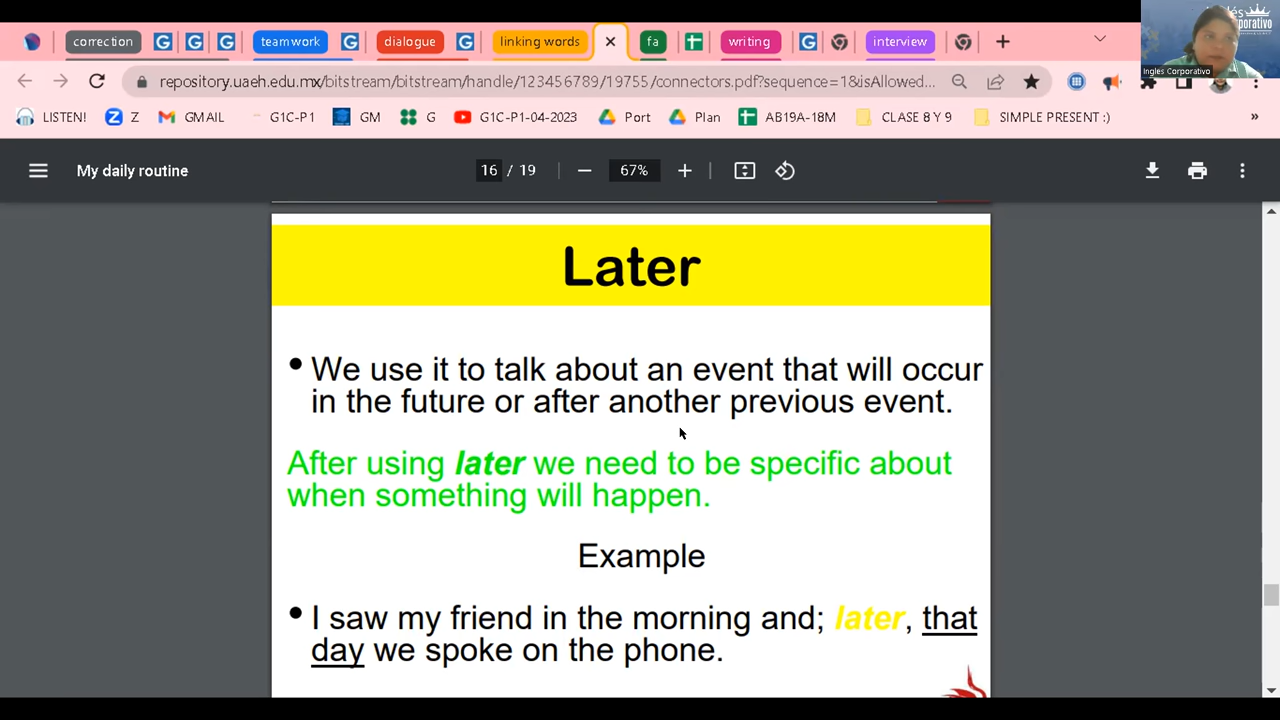 inglés
corporativo
Inglés Corporativo
correction
teamwork
dialogue
linking words
fa
writing
interview
repository.uaeh.edu.mx/bitstream/bitstream
/123456789/19755/connectors.pdf?sequence=1&isAllowed...
LISTEN!
Z
GMAIL
G1C-P1
GM
G
G1C-P1-04-2023
Port
Plan
AB19A-18M
CLASE 8 Y 9
SIMPLE PRESENT :)
»
My daily routine
16 / 19
67%
Later
• We use it to talk about an event that will occur
in the future or after another previous event.
After using later we need to be specific about
when something will happen.
Example
• I saw my friend in the morning and; later, that
day we spoke on the phone.